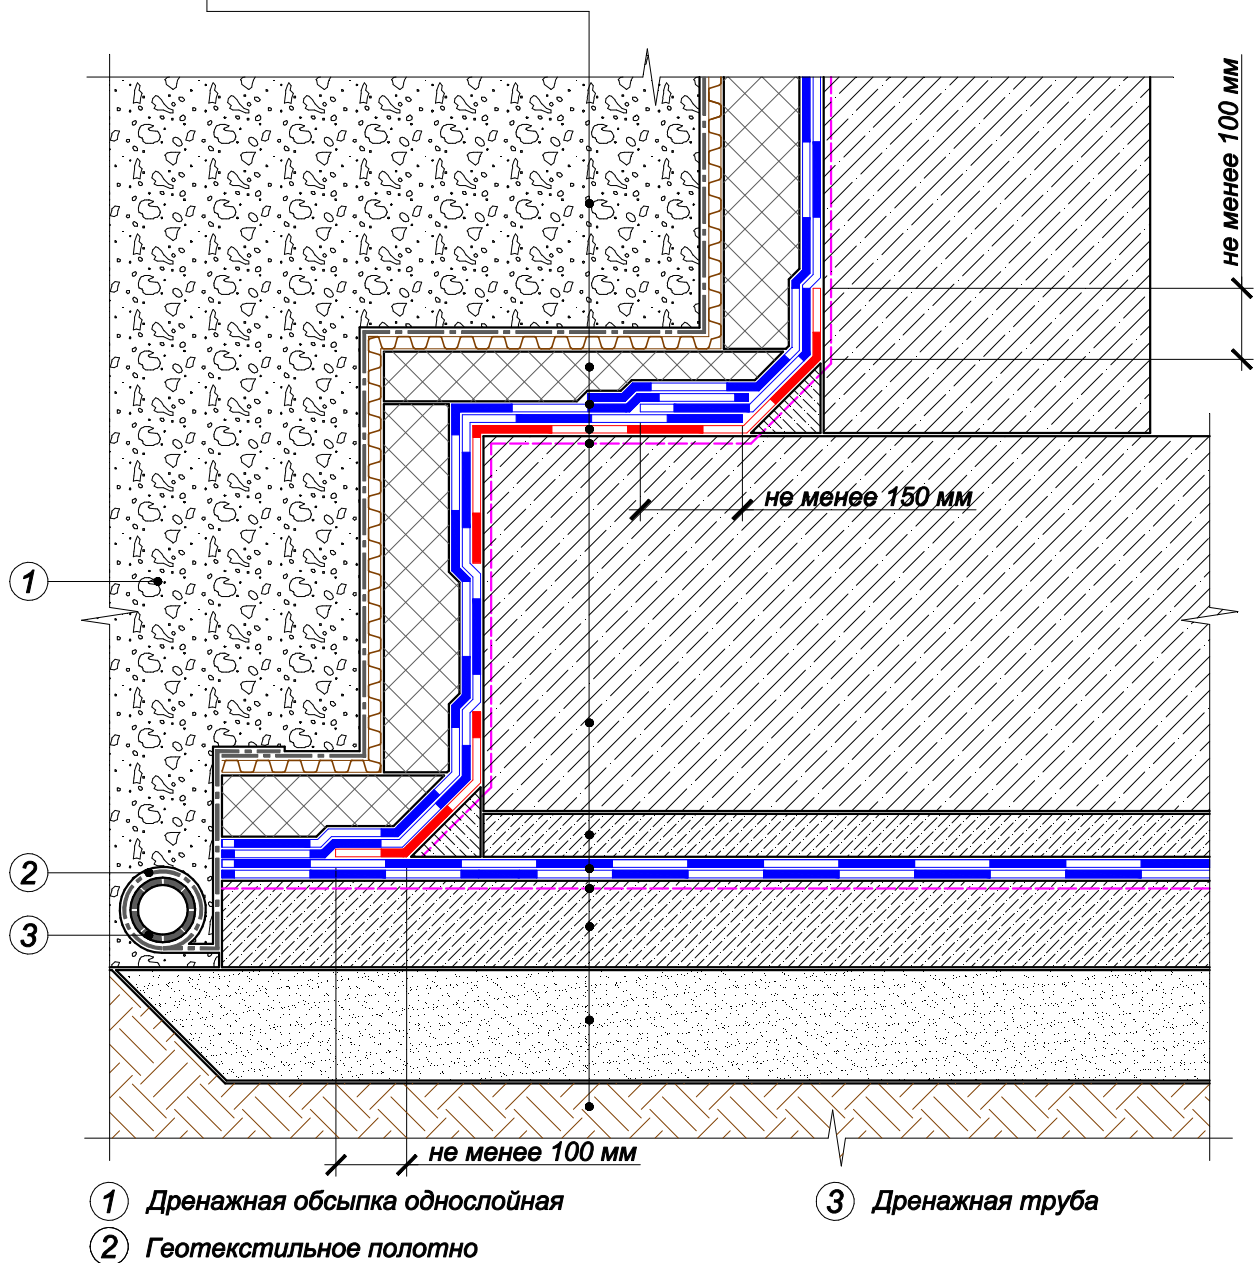 не менее 100 мм
не менее 150 мм
1
2
3
не менее 100 мм
1 Дренажная обсыпка однослойная
3 Дренажная труба
2 Геотекстильное полотно